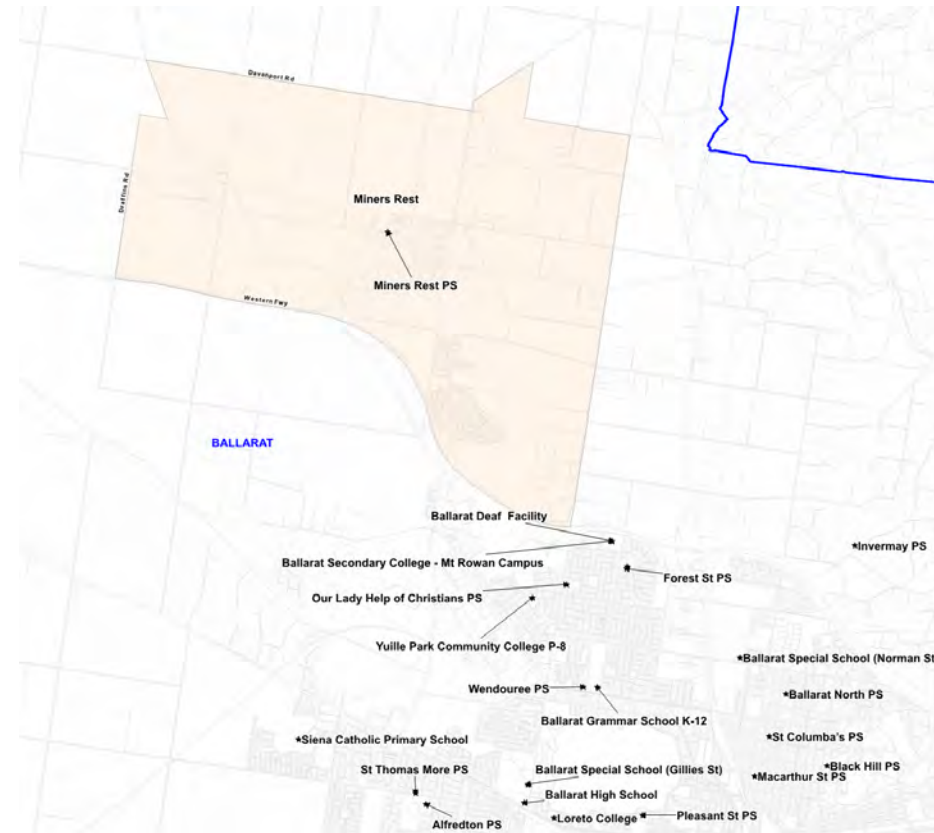 Davenport Rd
Draffins Rd
Miners Rest
Miners Rest PS
Western Fwy
BALLARAT
Ballarat Deaf Facility
Ballarat Secondary College - Mt Rowan Campus
Invermay PS
Forest St PS
Our Lady Help of Christians PS
Yuille Park Community College P-8
Ballarat Special School (Norman St
Wendouree PS
Ballarat North PS
Ballarat Grammar School K-12
St Columba's PS
Siena Catholic Primary School
Black Hill PS
St Thomas More PS
Ballarat Special School (Gillies St)
Macarthur St PS
Ballarat High School
Alfredton PS
Loreto College
Pleasant St PS